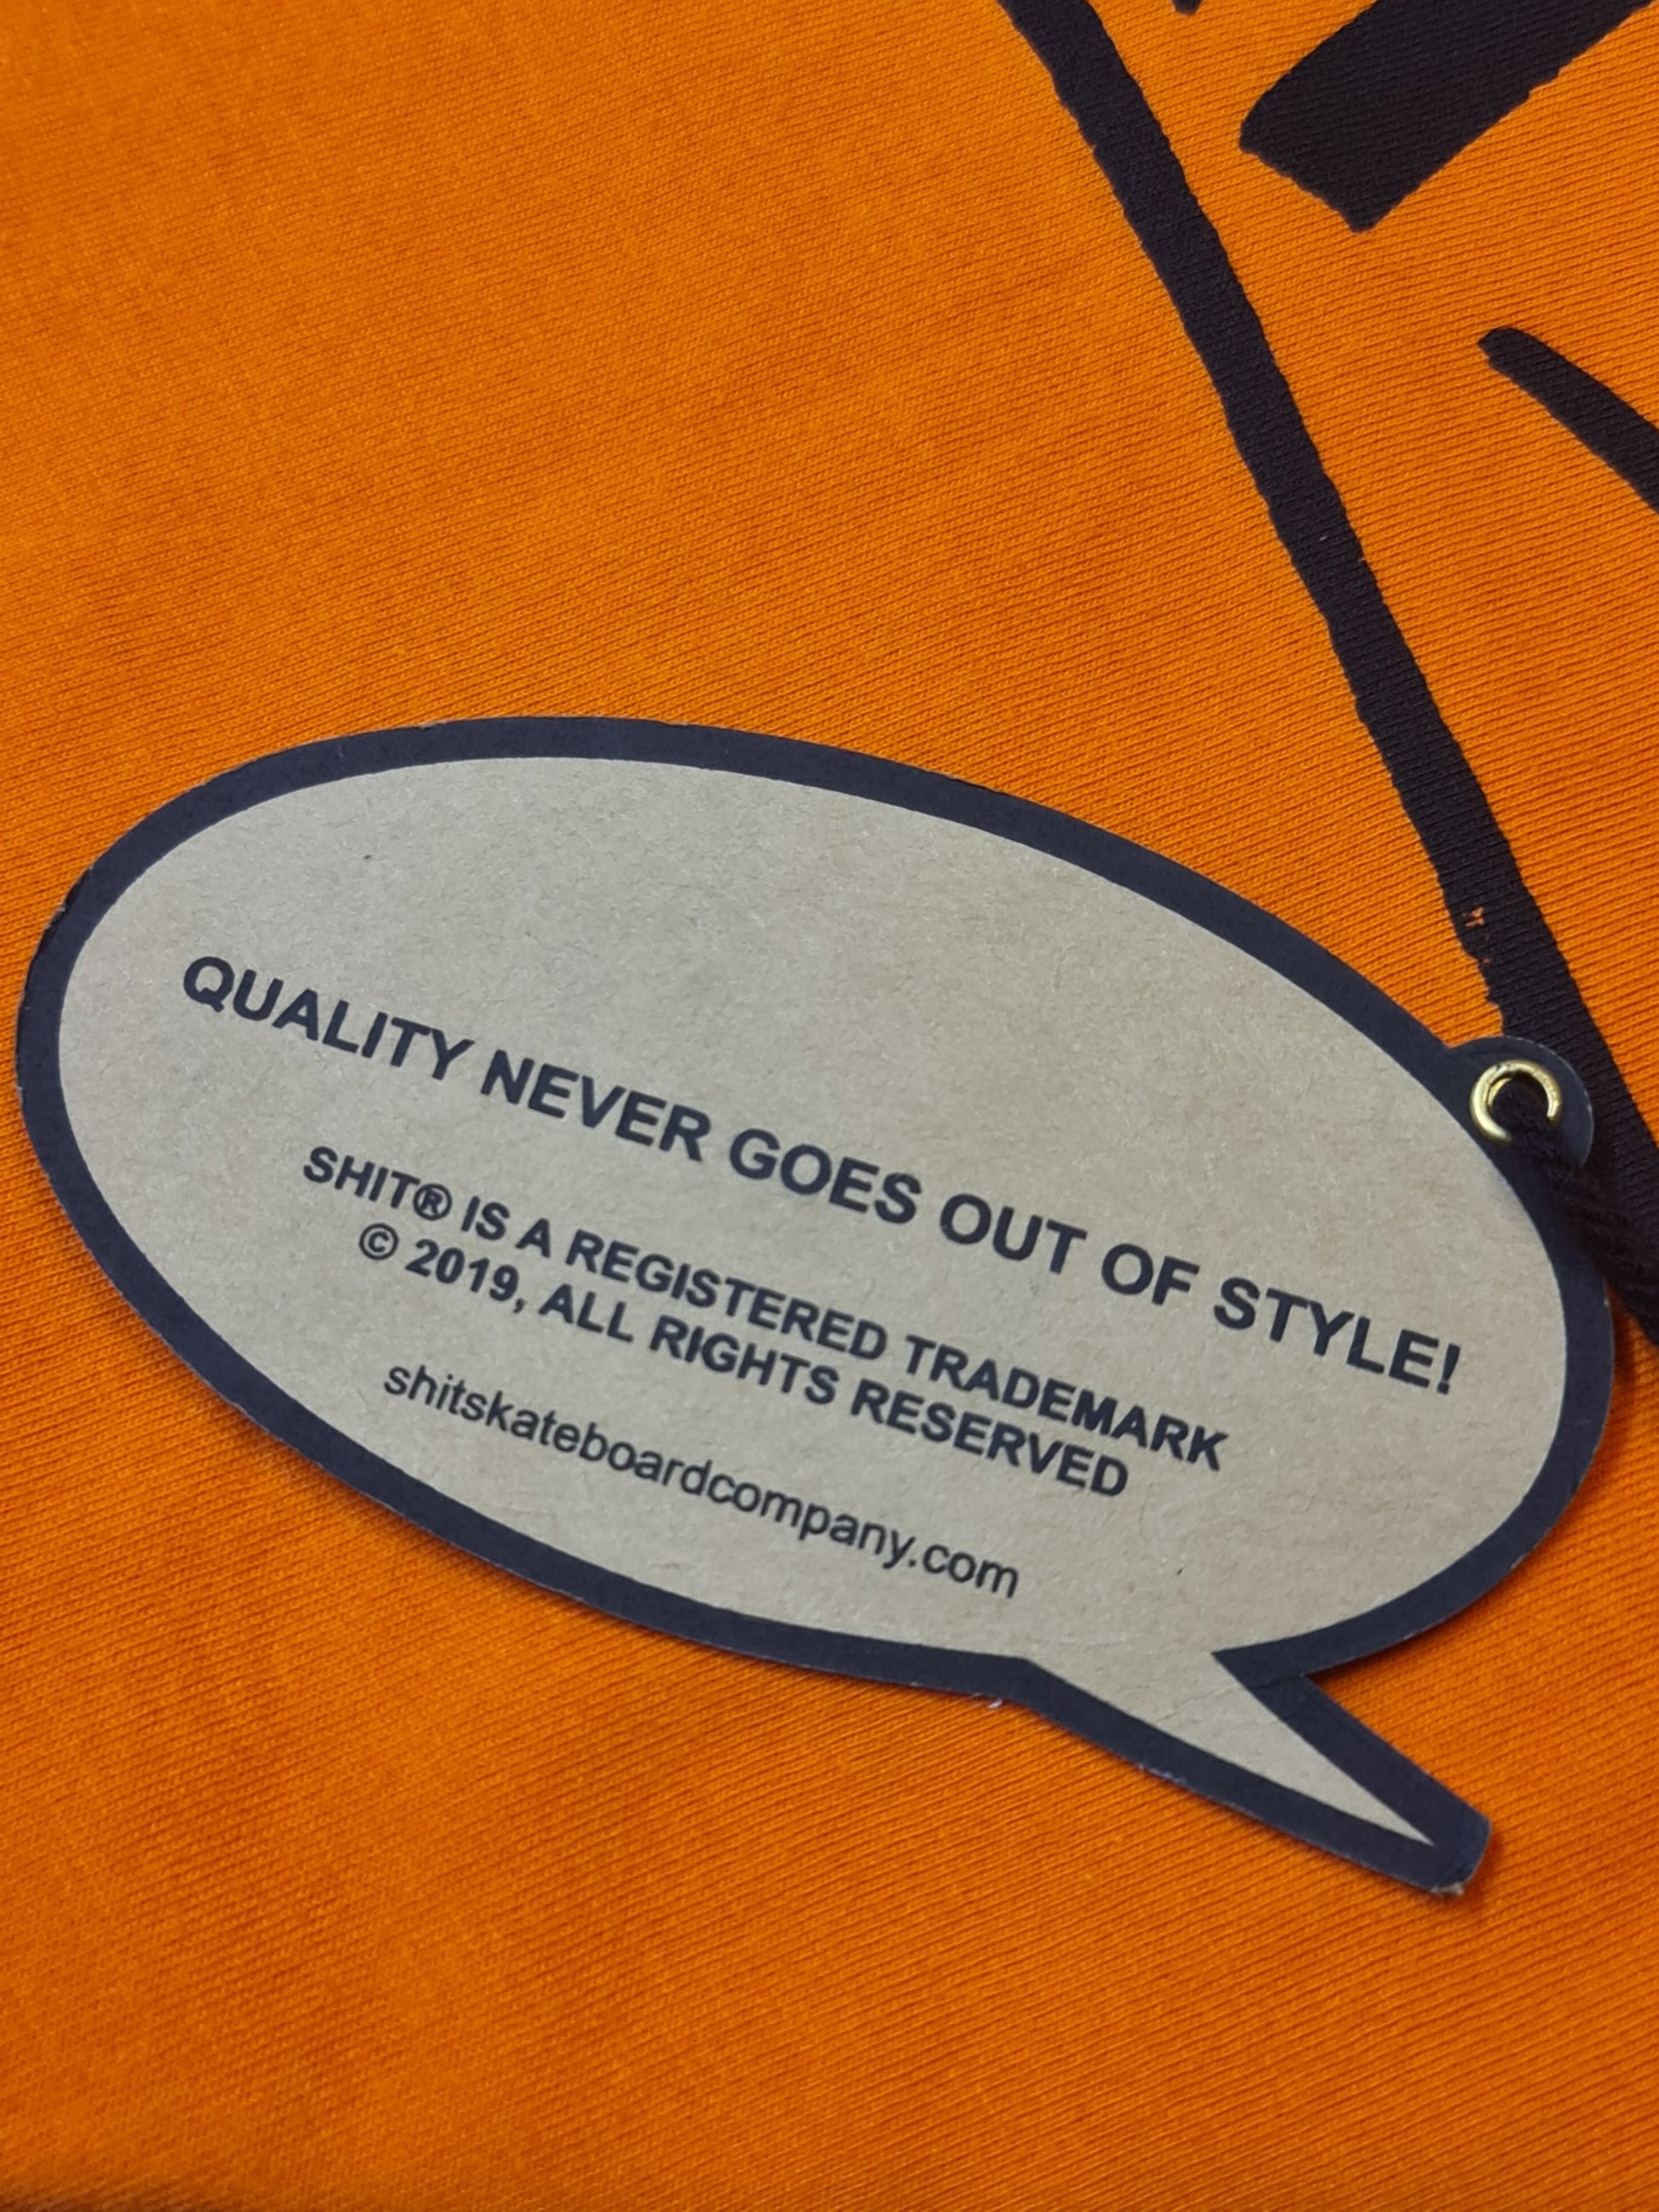 QUALITY NEVER GOES OUT OF STYLE!
SHIT® IS A REGISTERED TRADEMARK
© 2019, ALL RIGHTS RESERVED
shitskateboardcompany.com